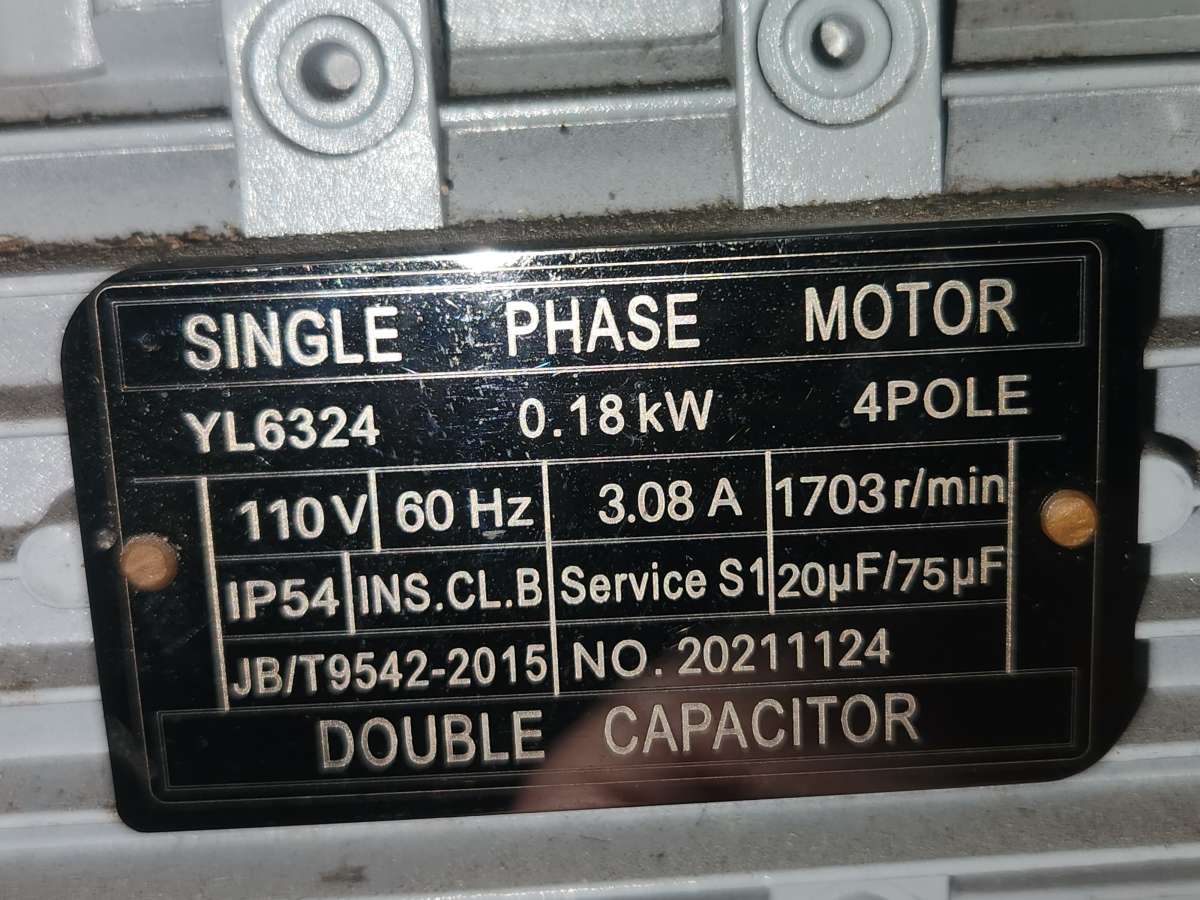 SINGLE PHASE MOTOR
YL6324 0.18 kW 4POLE
110V 60 Hz 3.08 A 1703 r/min
IP54 INS.CL.B Service S1 20µF/75µF
JB/T9542-2015 NO. 20211124
DOUBLE CAPACITOR